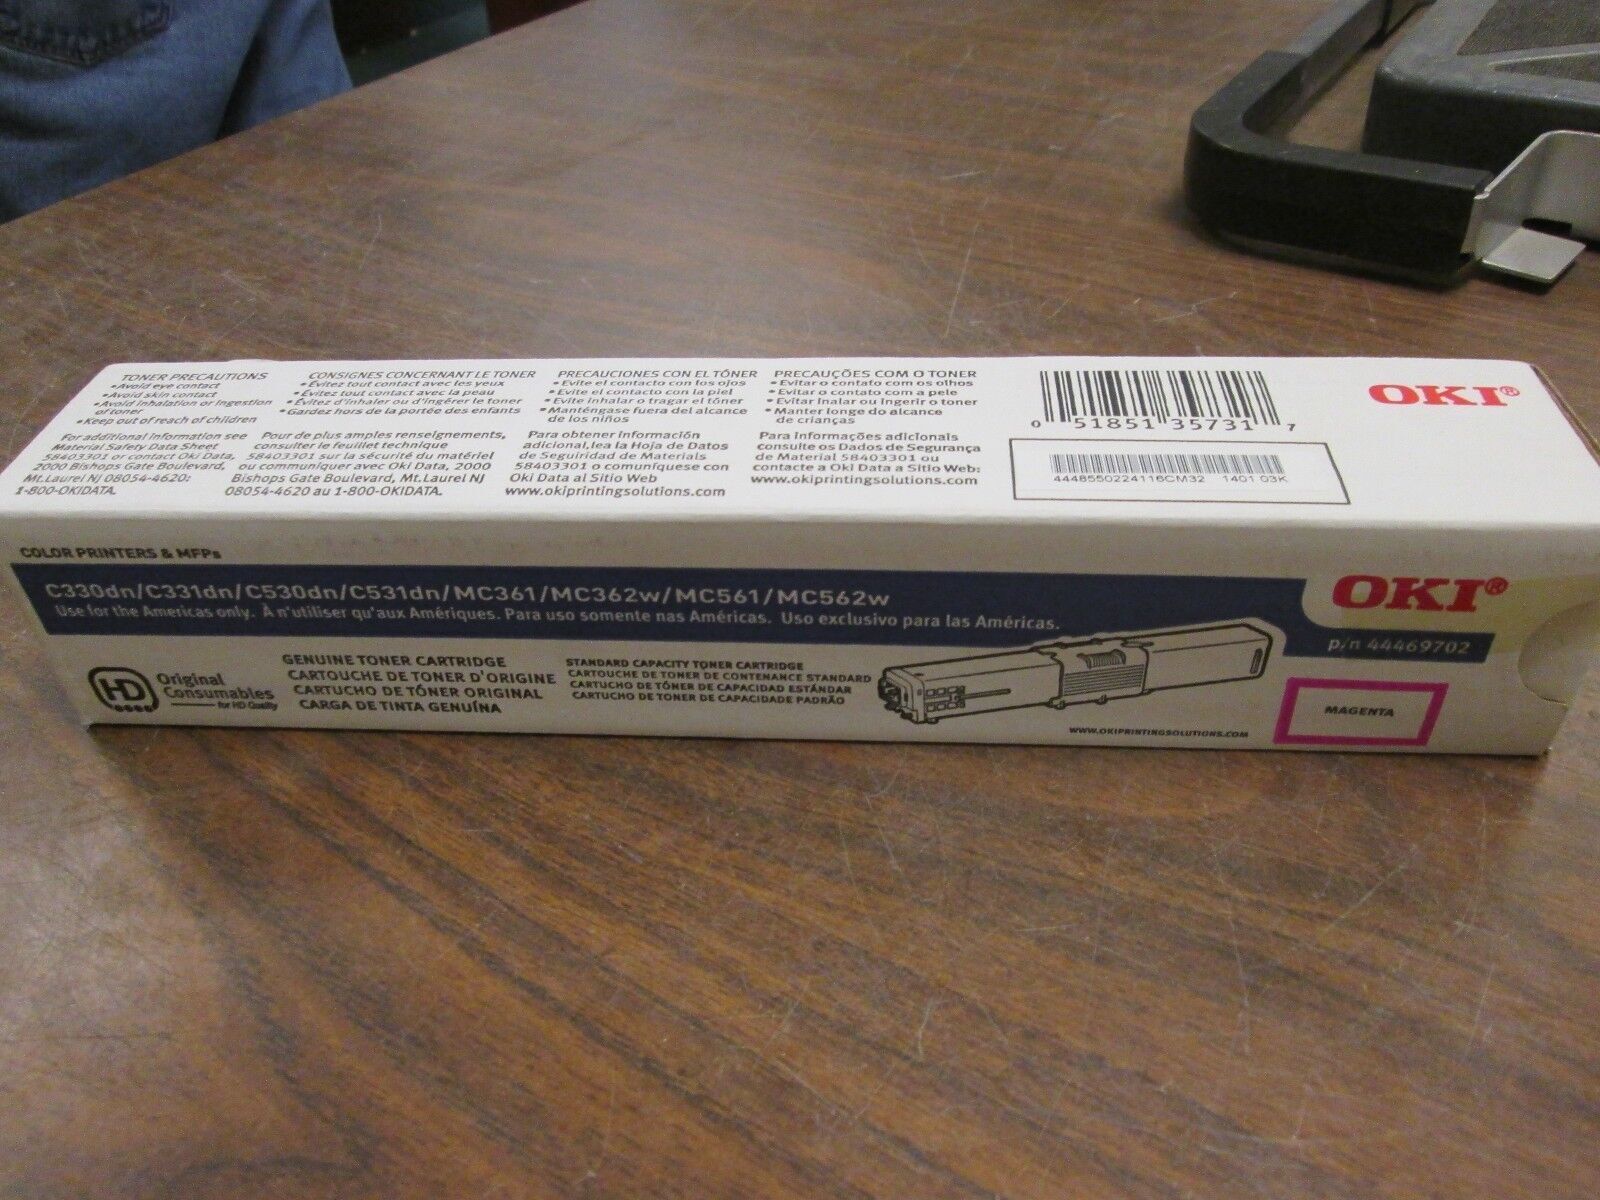 TONER PRECAUTIONS
•Avoid eye contact
•Avoid skin contact
•Avoid inhalation or ingestion
of toner
•Keep out of reach of children
For additional information see
Material Safety Data Sheet
58403301 or contact Oki Data,
2000 Bishops Gate Boulevard,
Mt.Laurel NJ 08054-4620:
1-800-OKIDATA.
CONSIGNES CONCERNANT LE TONER
•Évitez tout contact avec les yeux
•Évitez tout contact avec la peau
•Évitez d'inhaler ou d'ingérer le toner
•Gardez hors de la portée des enfants
Pour de plus amples renseignements,
consulter le feuillet technique
58403301 sur la sécurité du matériel
ou communiquer avec Oki Data, 2000
Bishops Gate Boulevard, Mt.Laurel NJ
08054-4620 au 1-800-OKIDATA.
PRECAUCIONES CON EL TÓNER
•Evite el contacto con los ojos
•Evite el contacto con la piel
•Evite inhalar o tragar el tóner
•Manténgase fuera del alcance
de los niños
Para obtener información
adicional,lea la Hoja de Datos
de Seguiridad de Materials
58403301 o comuníquese con
Oki Data al Sitio Web
www.okiprintingsolutions.com
PRECAUÇÕES COM O TONER
•Evitar o contato com os olhos
•Evitar o contato com a pele
•Evitar inalar ou ingerir o toner
•Manter longo do alcance
de crianças
Para informações adicionais
consulte os Dados de Segurança
de Material 58403301 ou
contacte a Oki Data a Sitio Web:
www.okiprintingsolutions.com
0 51851 35731 7
4448550224116CM32 1401 03K
OKI®
COLOR PRINTERS & MFPs
C330dn/C331dn/C530dn/C531dn/MC361/MC362w/MC561/MC562w
Use for the Americas only. À n'utiliser qu'aux Amériques. Para uso somente nas Américas. Uso exclusivo para las Américas.
OKI®
p/n 44469702
HD
Original
Consumables
for HD Quality
GENUINE TONER CARTRIDGE
CARTOUCHE DE TONER D'ORIGINE
CARTUCHO DE TÓNER ORIGINAL
CARGA DE TINTA GENUÍNA
STANDARD CAPACITY TONER CARTRIDGE
CARTOUCHE DE TONER DE CONTENANCE STANDARD
CARTUCHO DE TÓNER DE CAPACIDAD ESTÁNDAR
CARTUCHO DE TONER DE CAPACIDADE PADRÃO
WWW.OKIPRINTINGSOLUTIONS.COM
MAGENTA